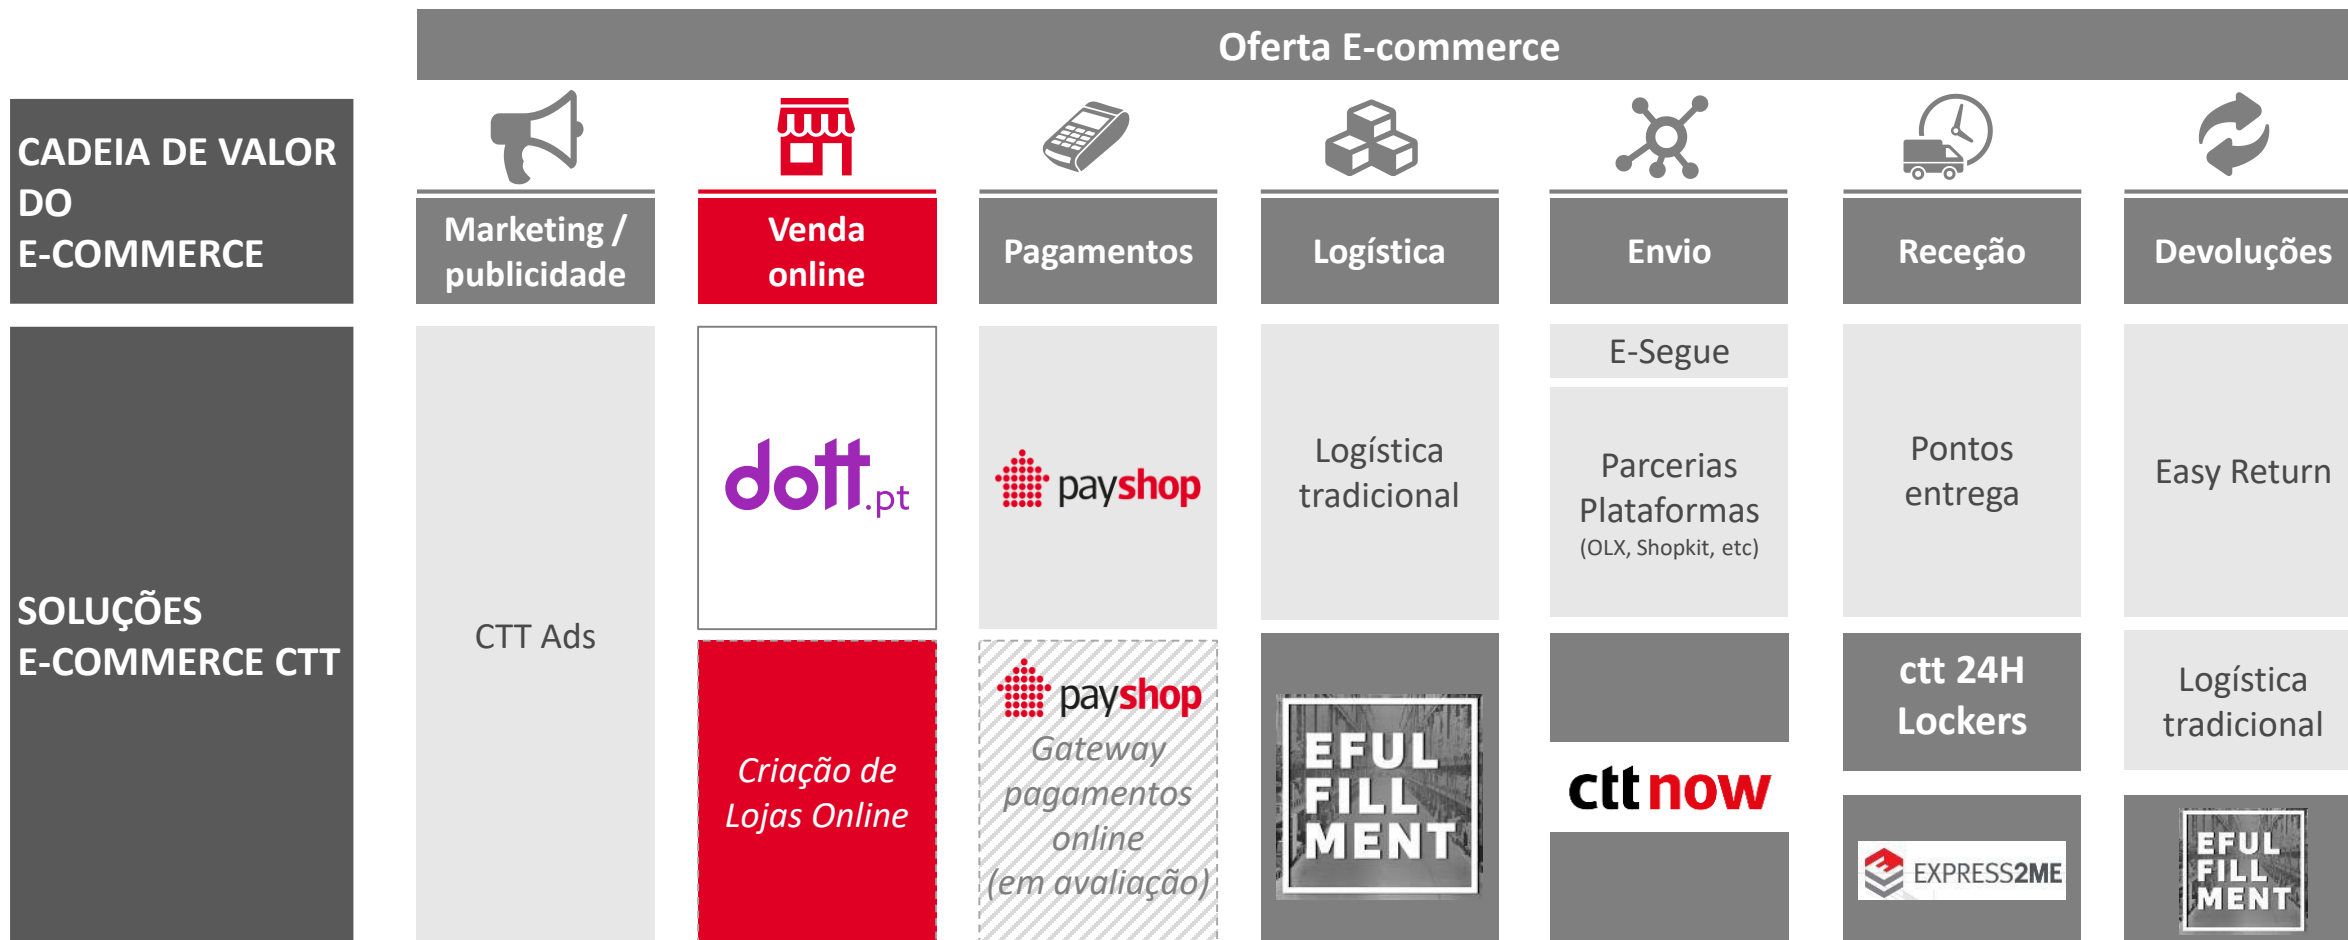 Oferta E-commerce
CADEIA DE VALOR
DO
E-COMMERCE
Marketing /
publicidade
Venda
online
Pagamentos
Logística
Envio
Receção
Devoluções
SOLUÇÕES
E-COMMERCE CTT
CTT Ads
dott.pt
Criação de
Lojas Online
payshop
payshop
Gateway
pagamentos
online
(em avaliação)
Logística
tradicional
EFUL
FILL
MENT
E-Segue
Parcerias
Plataformas
(OLX, Shopkit, etc)
ctt now
Pontos
entrega
ctt 24H
Lockers
EXPRESS2ME
Easy Return
Logística
tradicional
EFUL
FILL
MENT